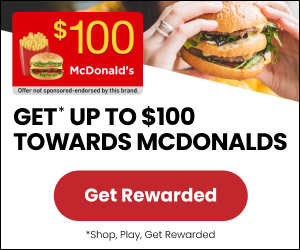 $100
McDonald's
Offer not sponsored-endorsed by this brand.
GET* UP TO $100
TOWARDS MCDONALDS
Get Rewarded
*Shop, Play, Get Rewarded